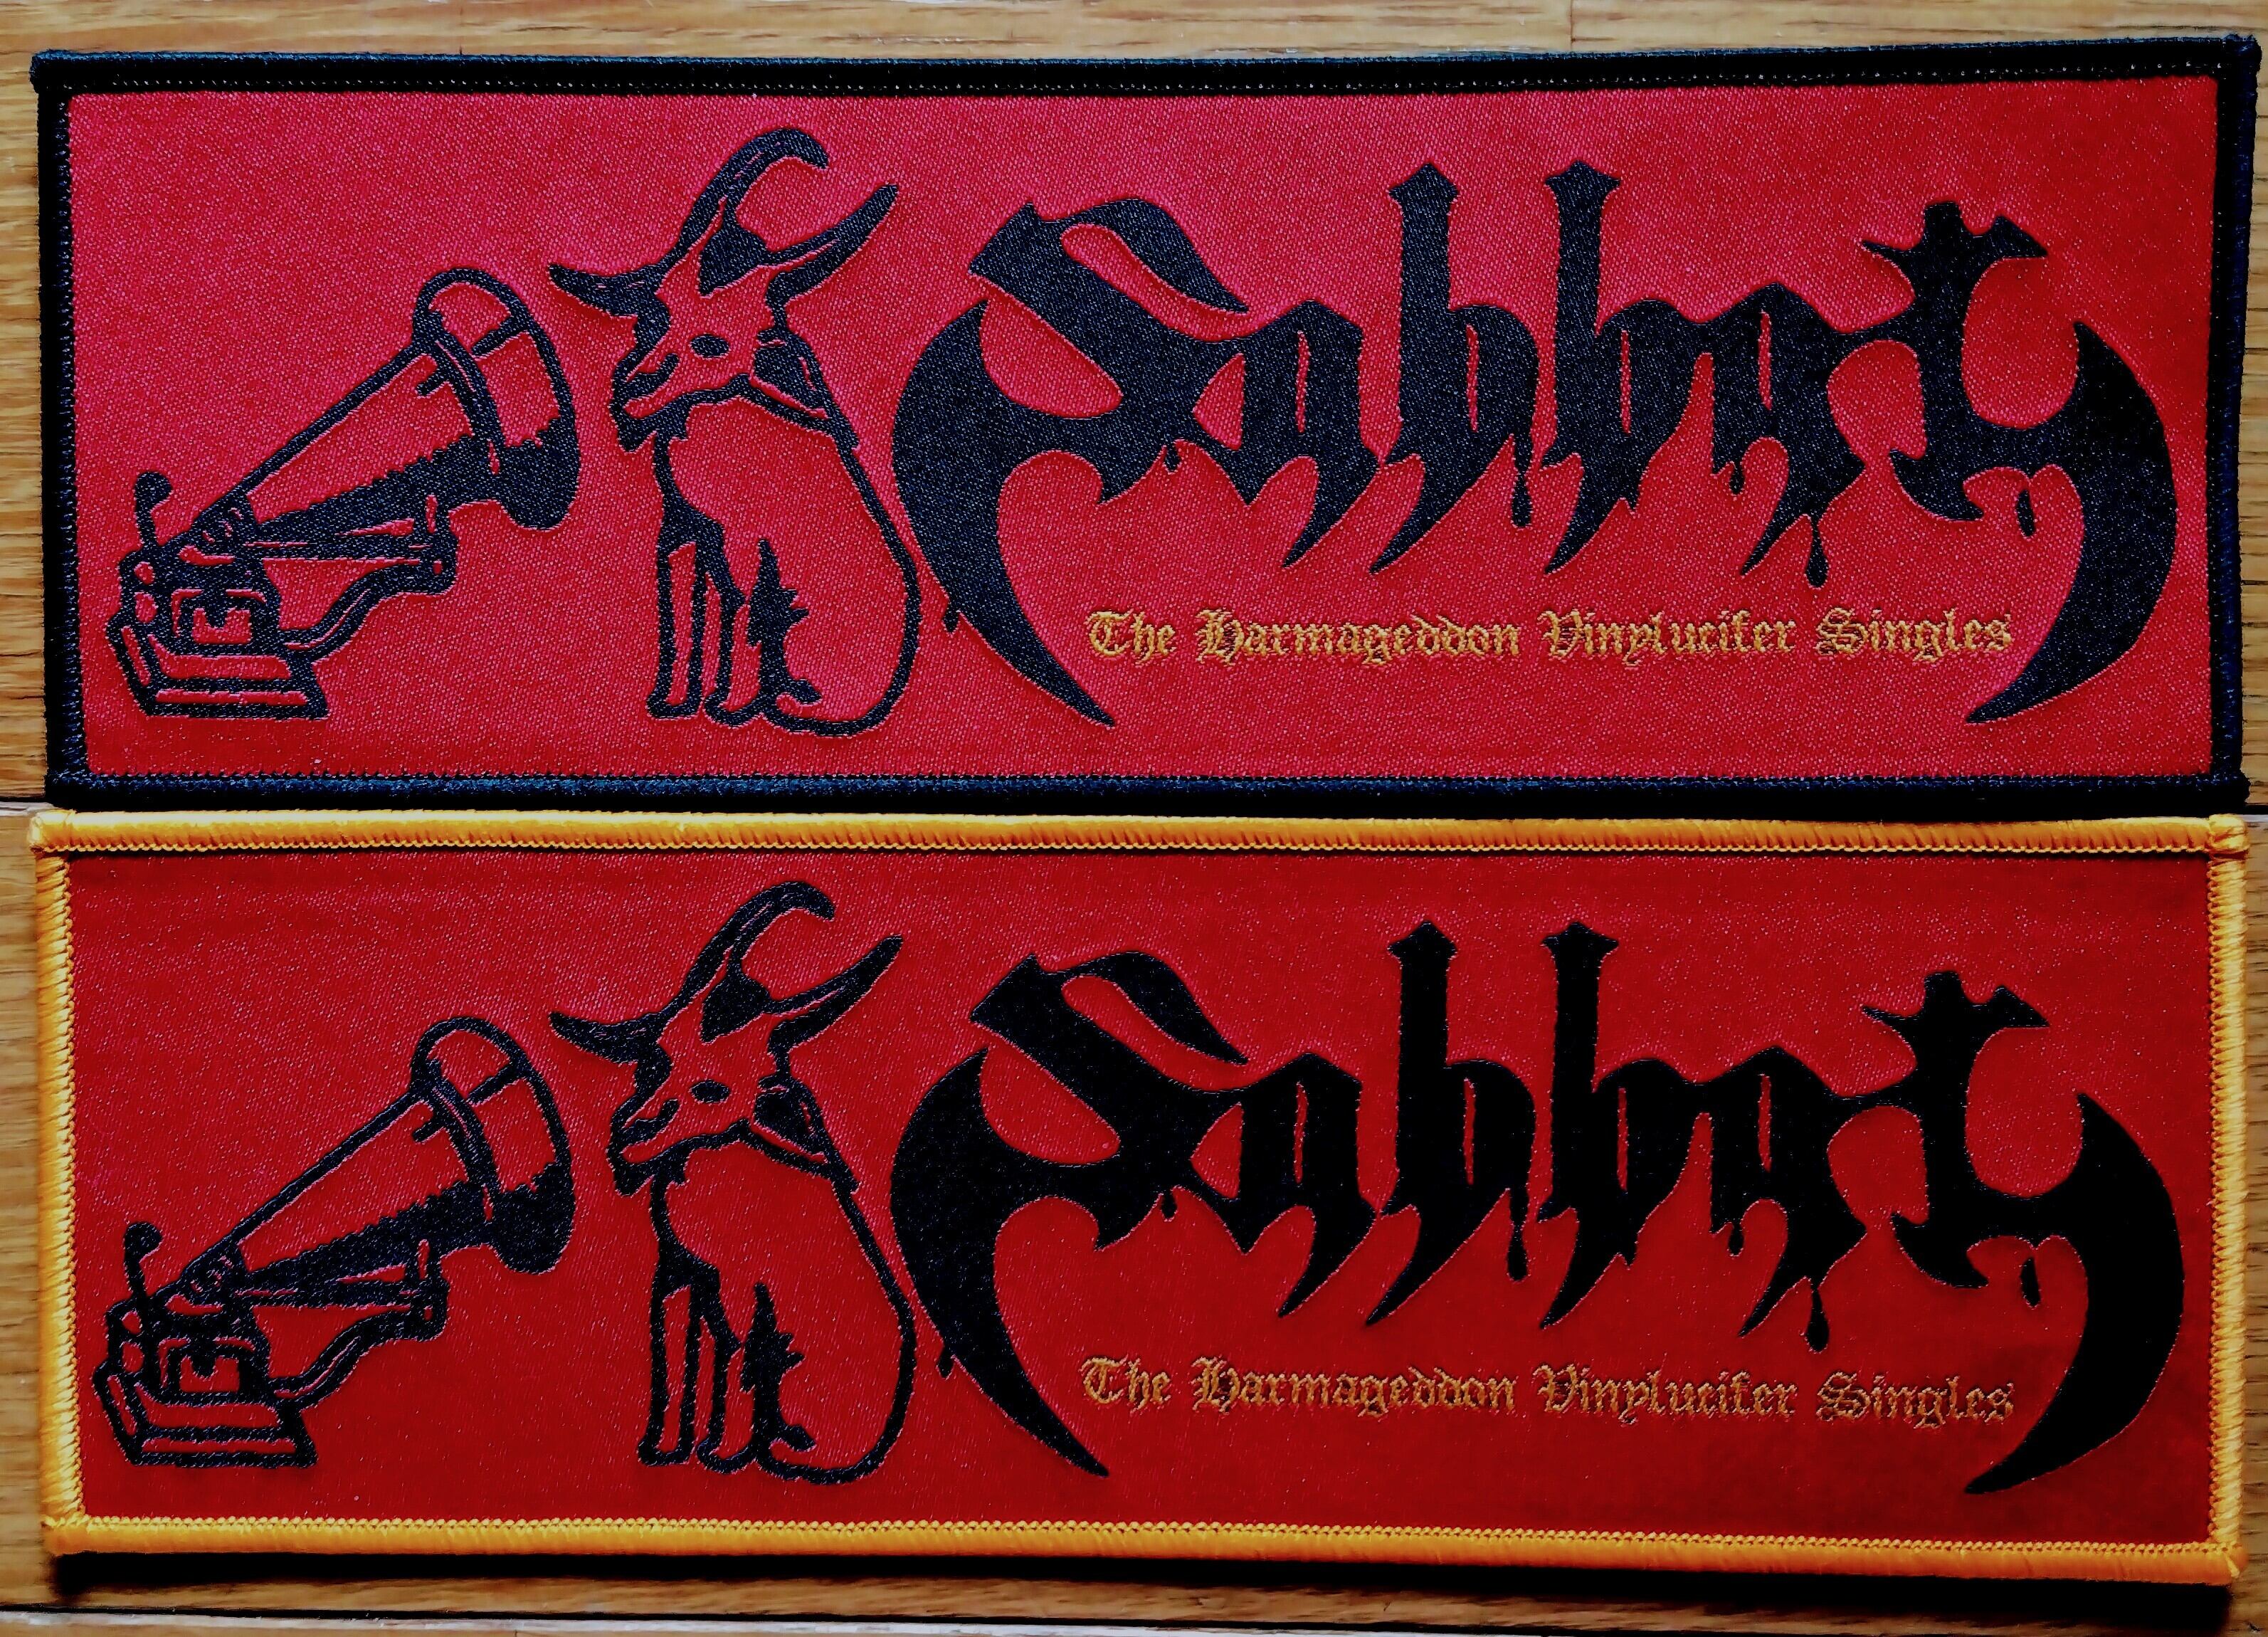 Sabbat
The Harmageddon Vinylucifer Singles
Sabbat
The Harmageddon Vinylucifer Singles